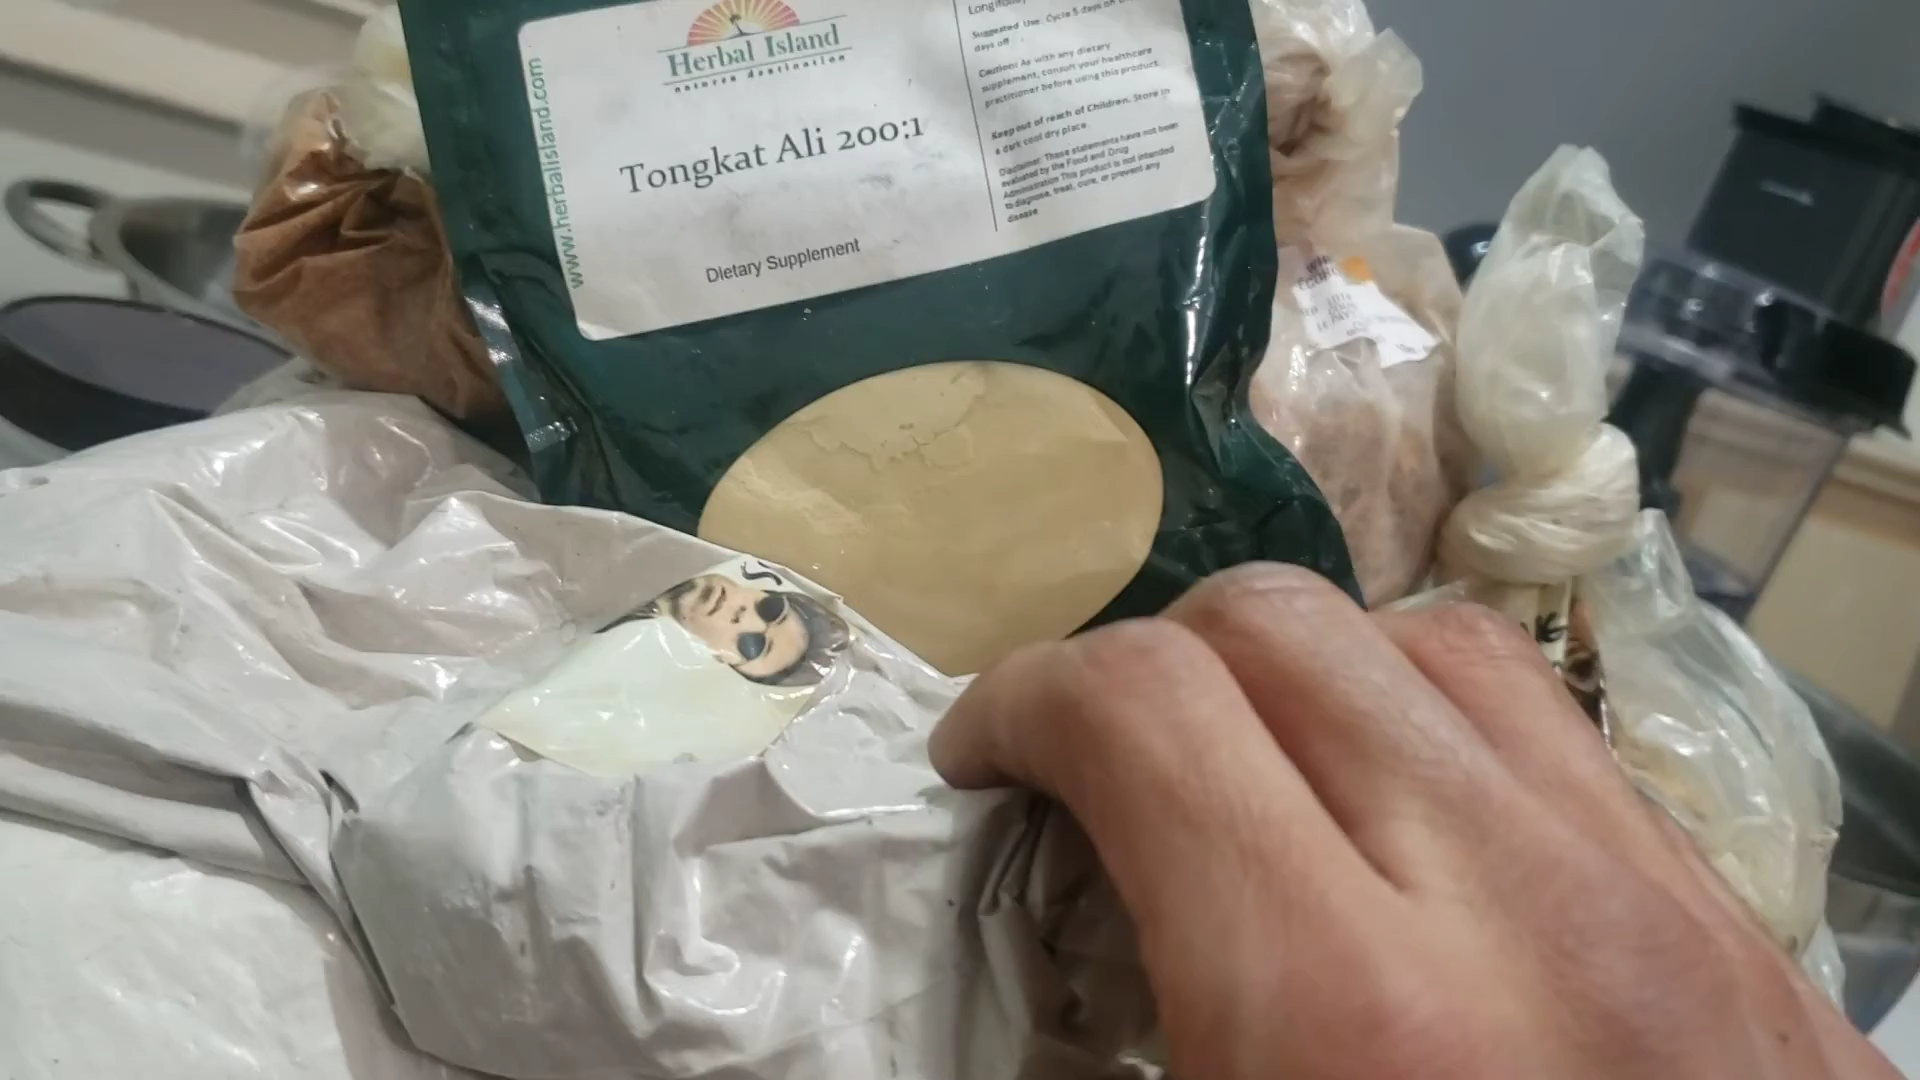 www.herbalisland.com
Herbal Island
natures destination
Tongkat Ali 200:1
Dietary Supplement
Suggested Use: Cycle 5 days on
days off
Caution: As with any dietary
supplement, consult your healthcare
practitioner before using this product.
Keep out of reach of Children. Store in
a dark cool dry place.
Disclaimer: These statements have not been
evaluated by the Food and Drug
Administration This product is not intended
to diagnose, treat, cure, or prevent any
disease